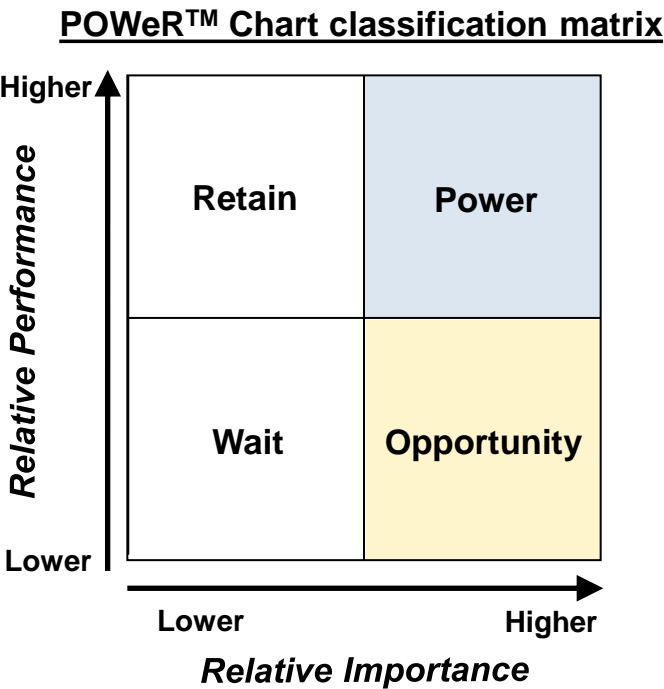 POWeR™ Chart classification matrix
Higher
Relative Performance
Retain
Power
Wait
Opportunity
Lower
Lower
Higher
Relative Importance